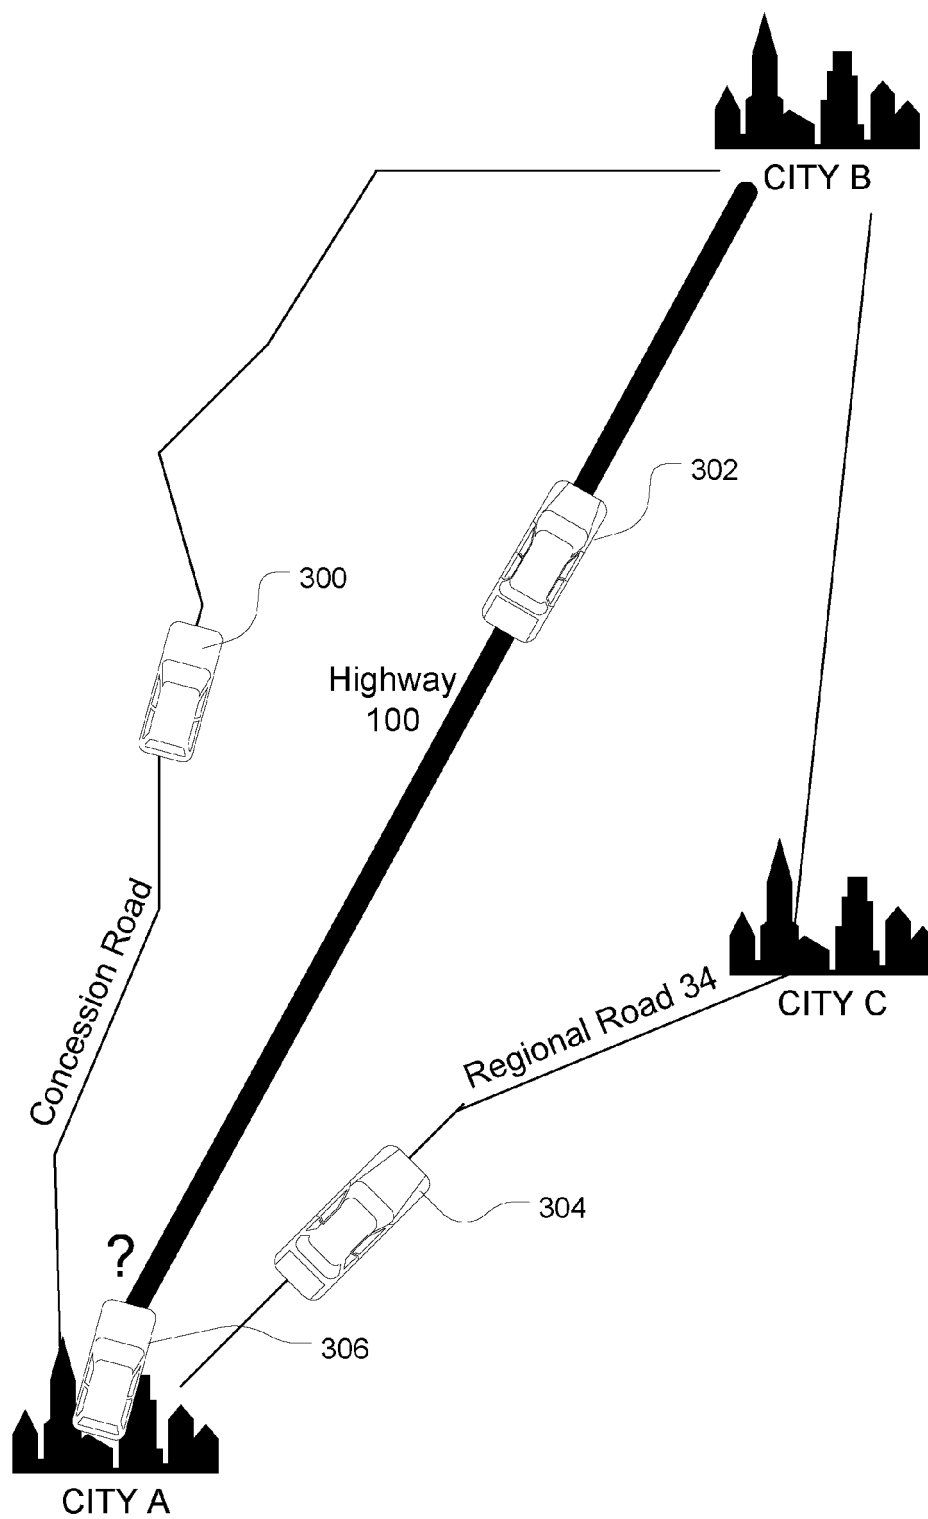 CITY B
302
300
Highway
100
Concession Road
Regional Road 34
CITY C
304
?
306
CITY A